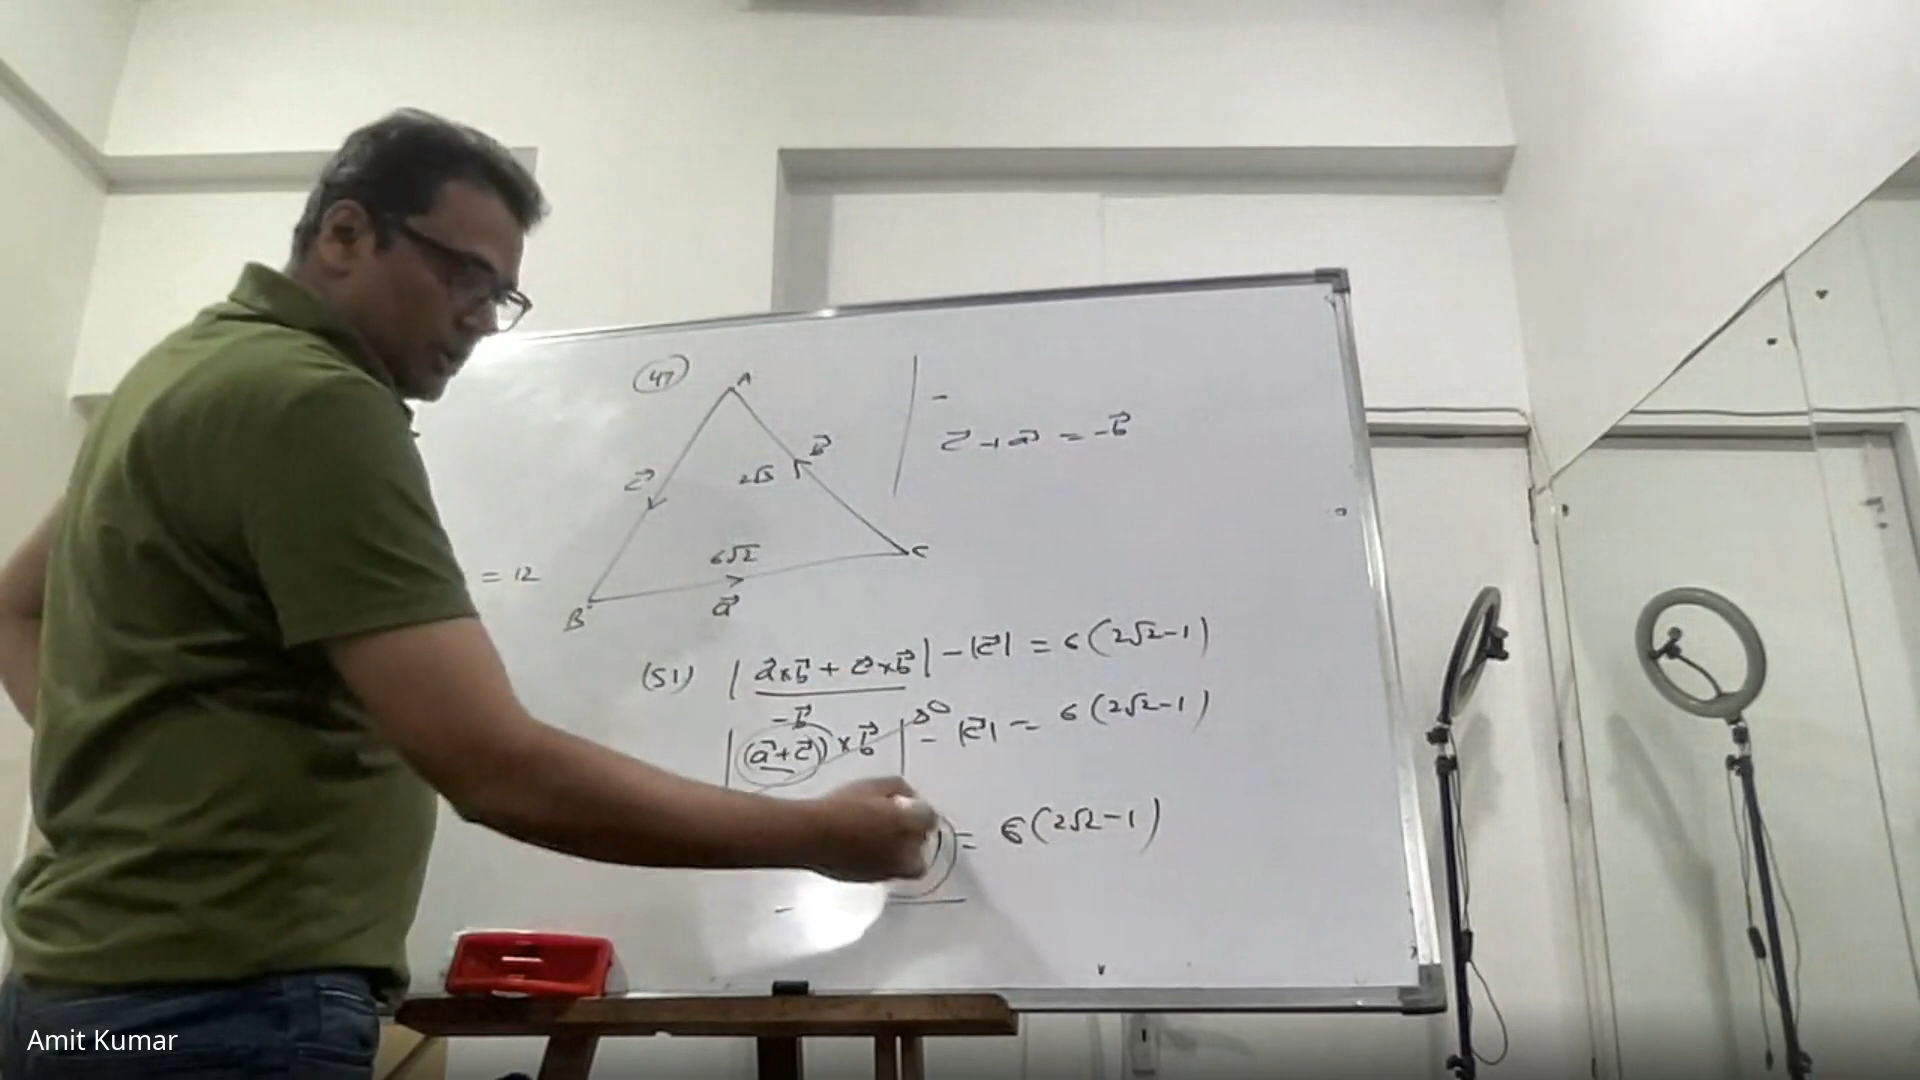 (47)
A
c⃗
2√3
b⃗
c⃗ + a⃗ = -b⃗
= 12
6√2
C
B
a⃗
(S1) | a⃗×b⃗ + c⃗×b⃗ | - |c⃗| = 6(2√2-1)
-b⃗
| (a⃗+c⃗) × b⃗ | 0 - |c⃗| = 6(2√2-1)
= 6(2√2-1)
Amit Kumar